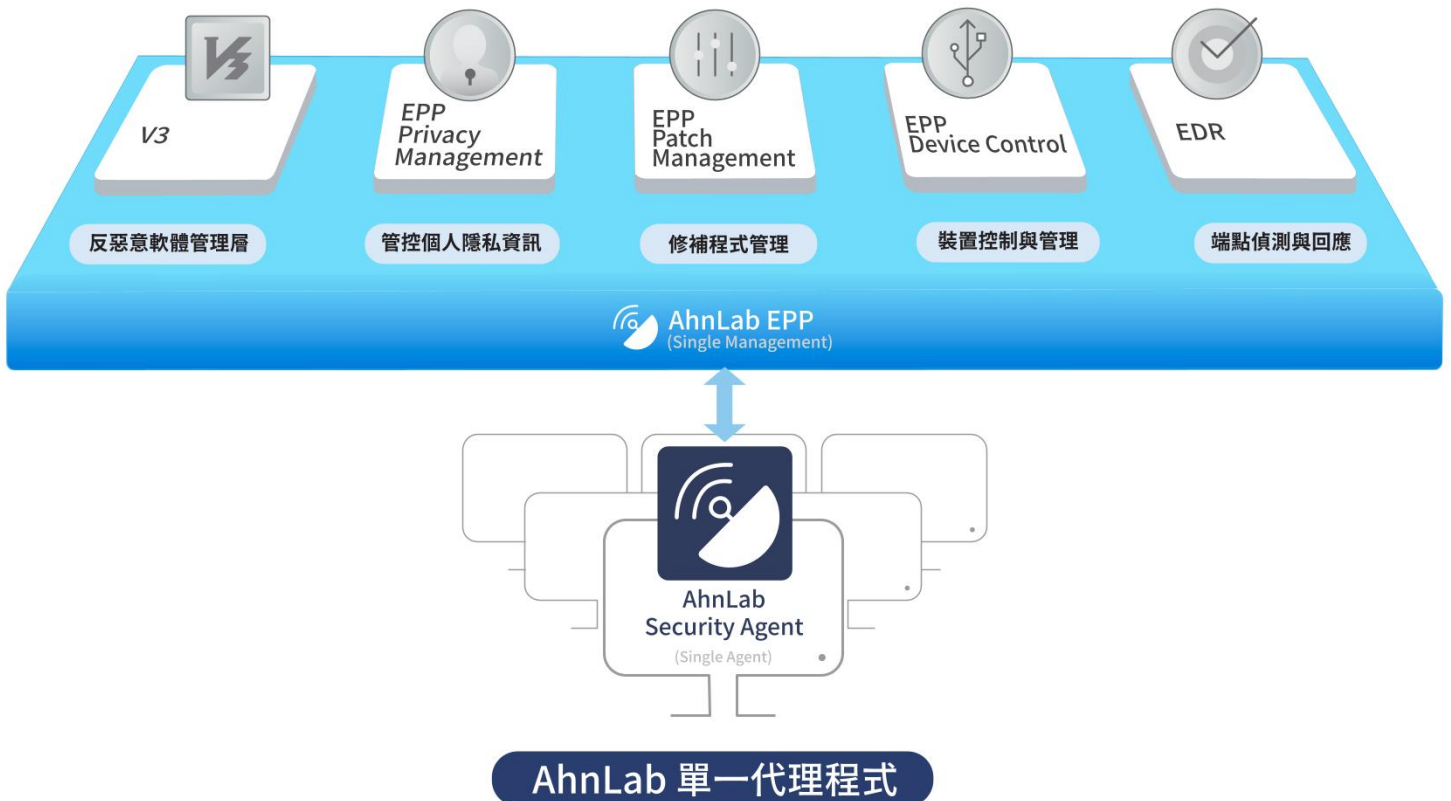 V3
V3
EPP
Privacy
Management
EPP
Patch
Management
EPP
Device Control
EDR
反惡意軟體管理層
管控個人隱私資訊
修補程式管理
裝置控制與管理
端點偵測與回應
AhnLab EPP
(Single Management)
AhnLab
Security Agent
(Single Agent)
AhnLab 單一代理程式